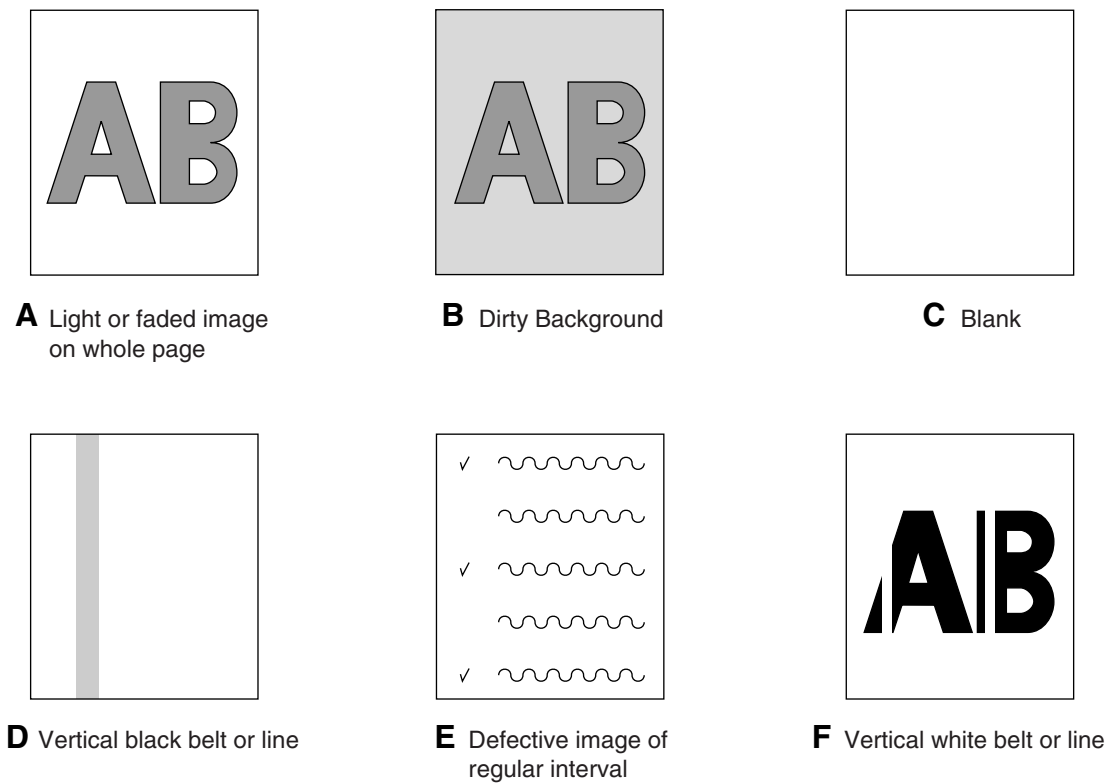 AB
AB
A Light or faded image
on whole page
B Dirty Background
C Blank
AB
D Vertical black belt or line
E Defective image of
regular interval
F Vertical white belt or line